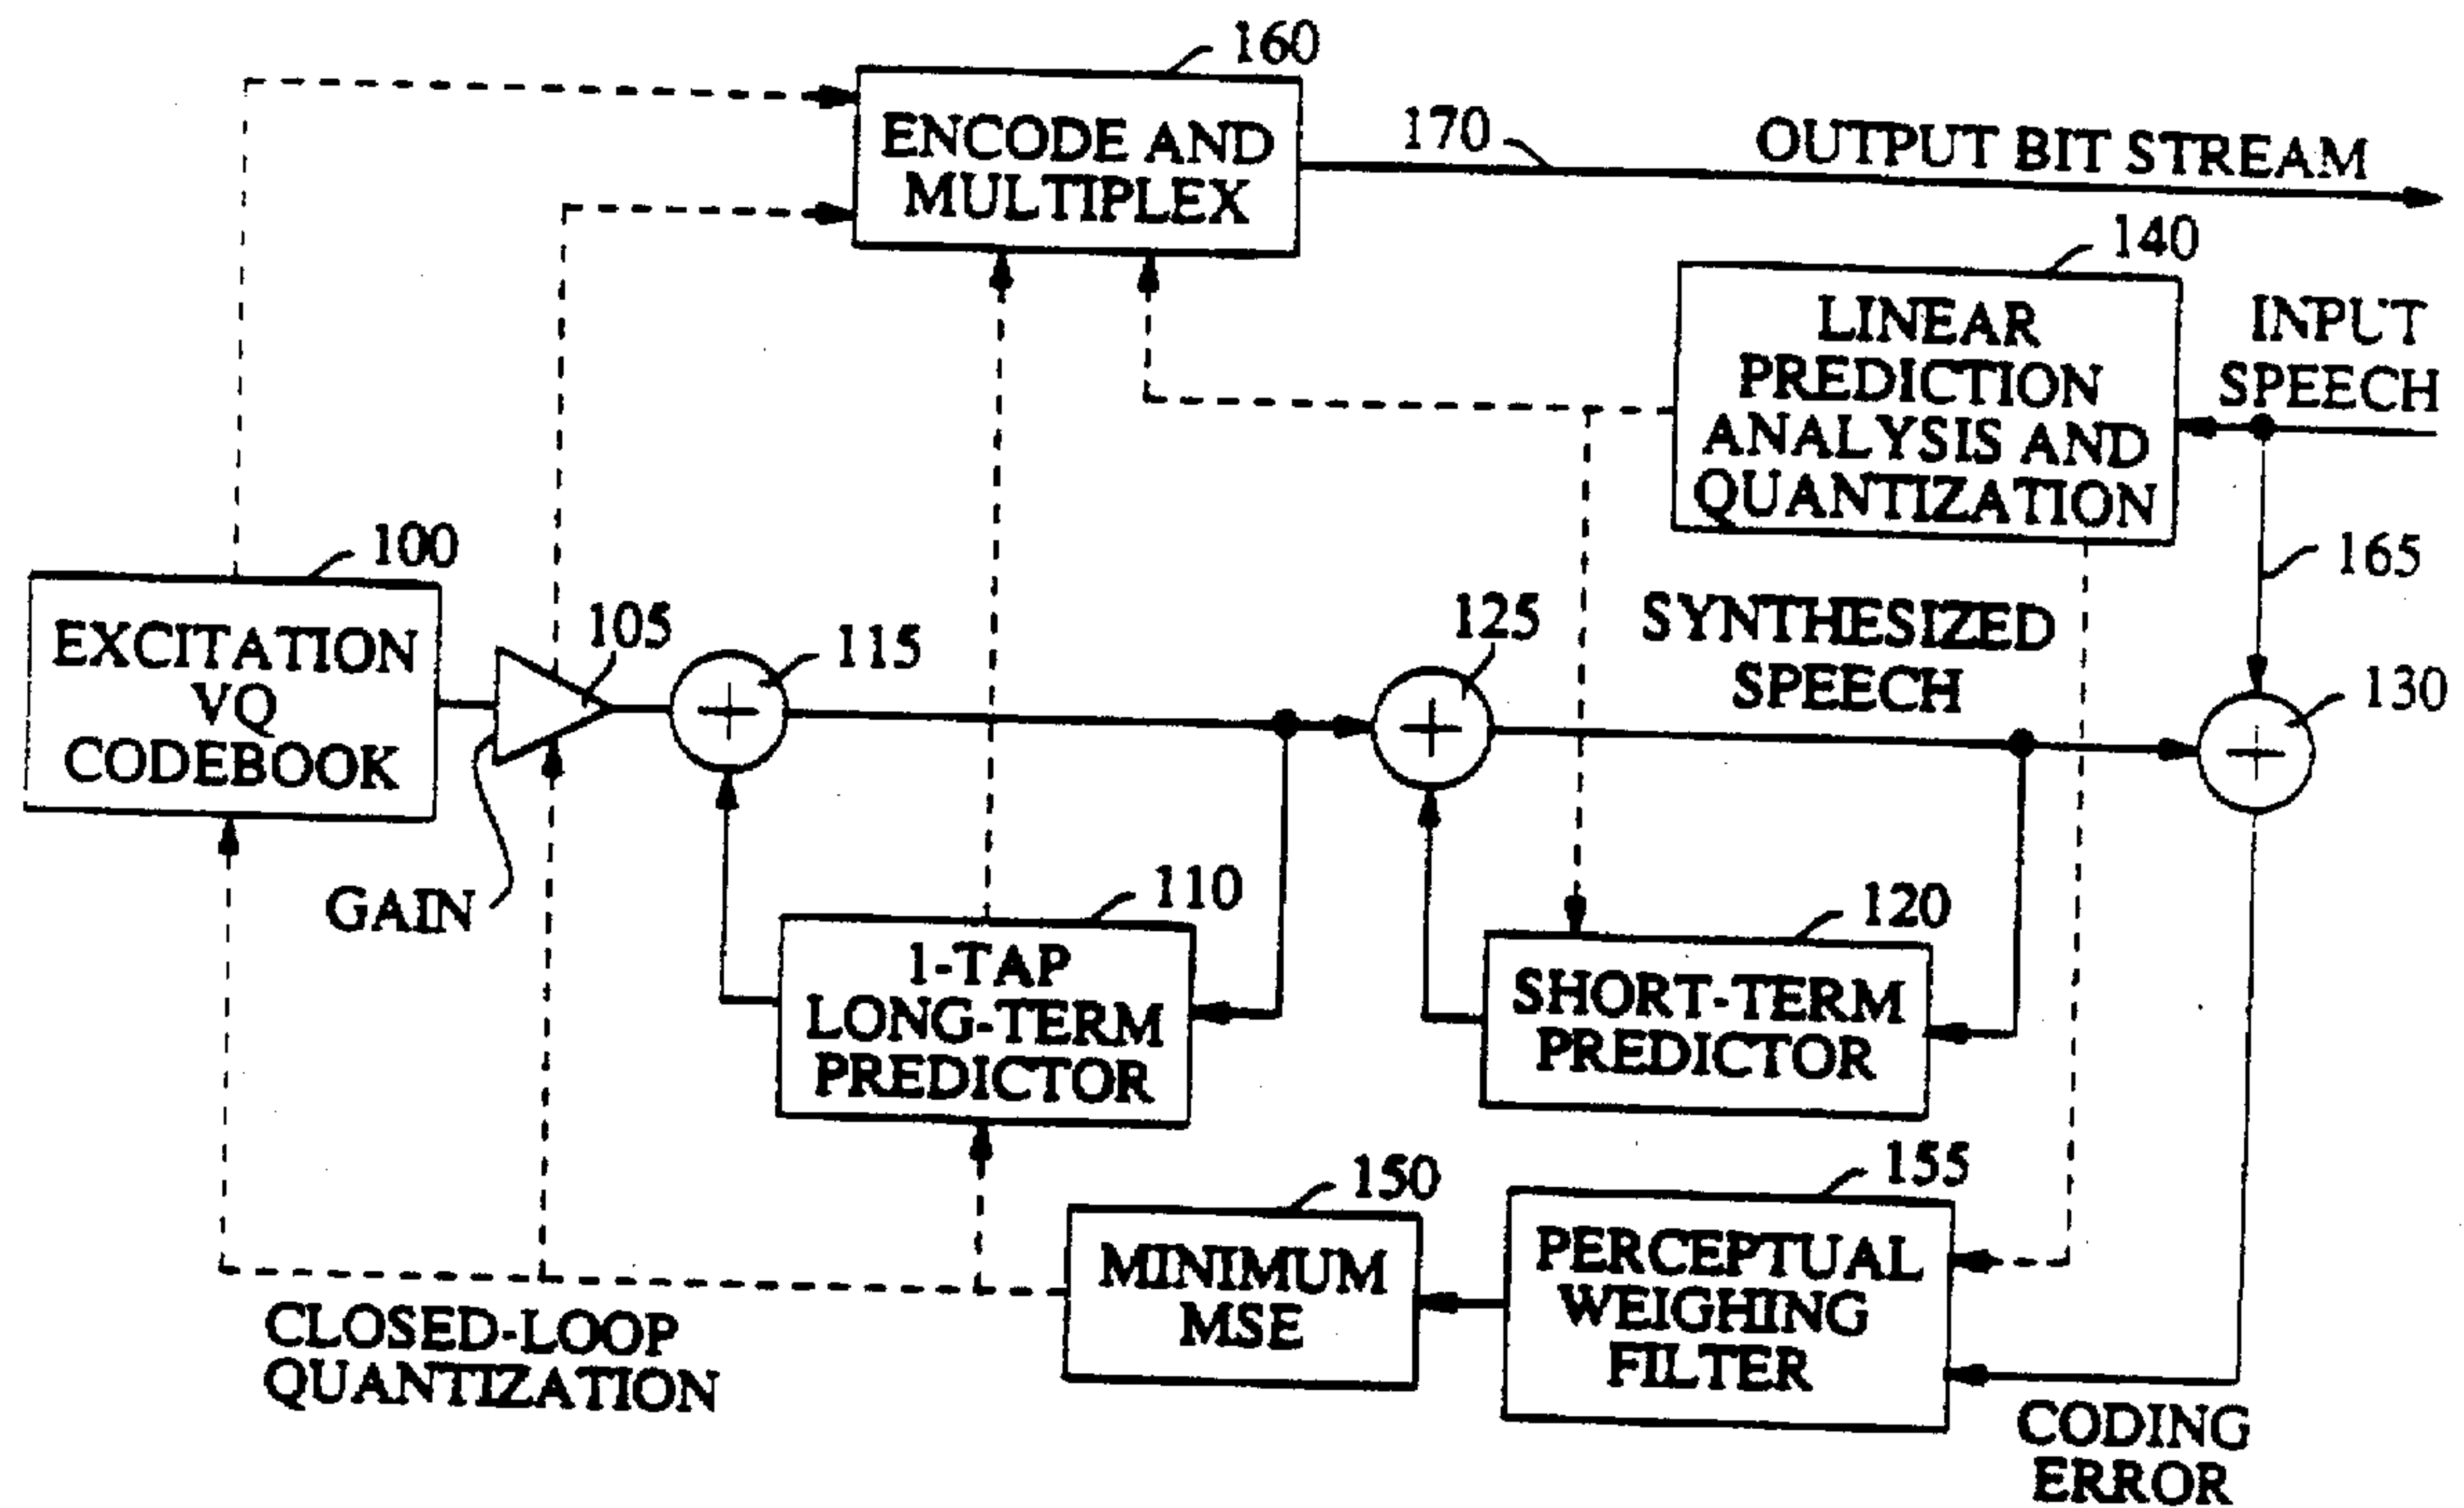 160
ENCODE AND
MULTIPLEX
170
OUTPUT BIT STREAM
140
LINEAR
PREDICTION
ANALYSIS AND
QUANTIZATION
INPUT
SPEECH
165
100
EXCITATION
VQ
CODEBOOK
105
115
125
SYNTHESIZED
SPEECH
130
GAIN
110
1-TAP
LONG-TERM
PREDICTOR
120
SHORT-TERM
PREDICTOR
150
MINIMUM
MSE
155
PERCEPTUAL
WEIGHING
FILTER
CLOSED-LOOP
QUANTIZATION
CODING
ERROR